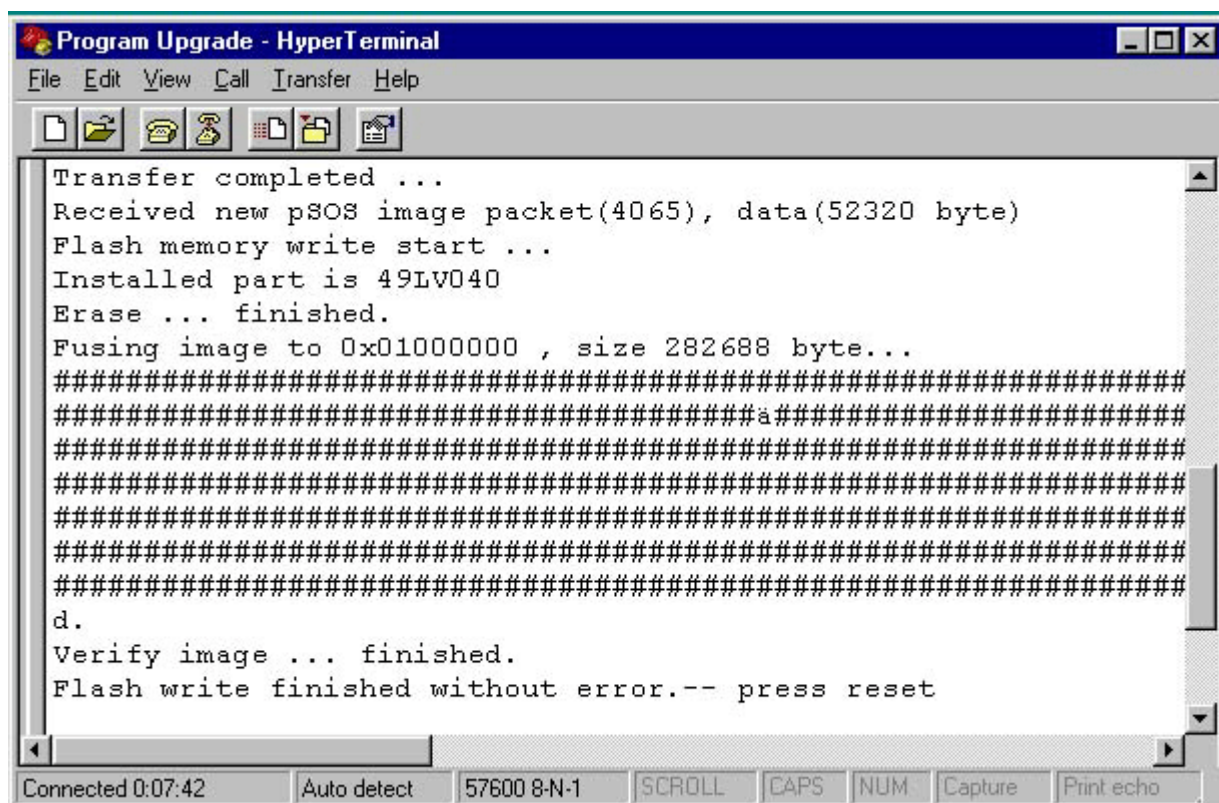 Program Upgrade - HyperTerminal
File Edit View Call Transfer Help
Transfer completed ...
Received new pSOS image packet(4065), data(52320 byte)
Flash memory write start ...
Installed part is 49LV040
Erase ... finished.
Fusing image to 0x01000000 , size 282688 byte...
###############################################################
#######################################ä#######################
###############################################################
###############################################################
###############################################################
###############################################################
###############################################################
d.
Verify image ... finished.
Flash write finished without error.-- press reset
Connected 0:07:42 Auto detect 57600 8-N-1 SCROLL CAPS NUM Capture Print echo